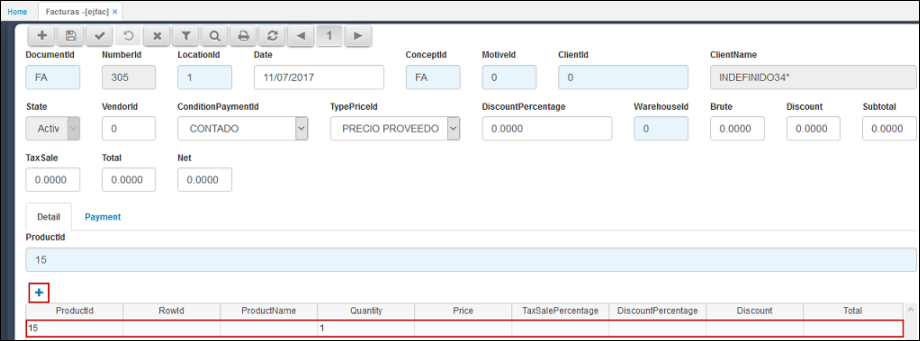 Home Facturas -[ejfac] ×
1
DocumentId NumberId LocationId Date ConceptId MotiveId ClientId ClientName
FA 305 1 11/07/2017 FA 0 0 INDEFINIDO34*
State VendorId ConditionPaymentId TypePriceId DiscountPercentage WarehouseId Brute Discount Subtotal
Activ 0 CONTADO PRECIO PROVEEDO 0.0000 0 0.0000 0.0000 0.0000
TaxSale Total Net
0.0000 0.0000 0.0000
Detail Payment
ProductId
15
ProductId RowId ProductName Quantity Price TaxSalePercentage DiscountPercentage Discount Total
15 1